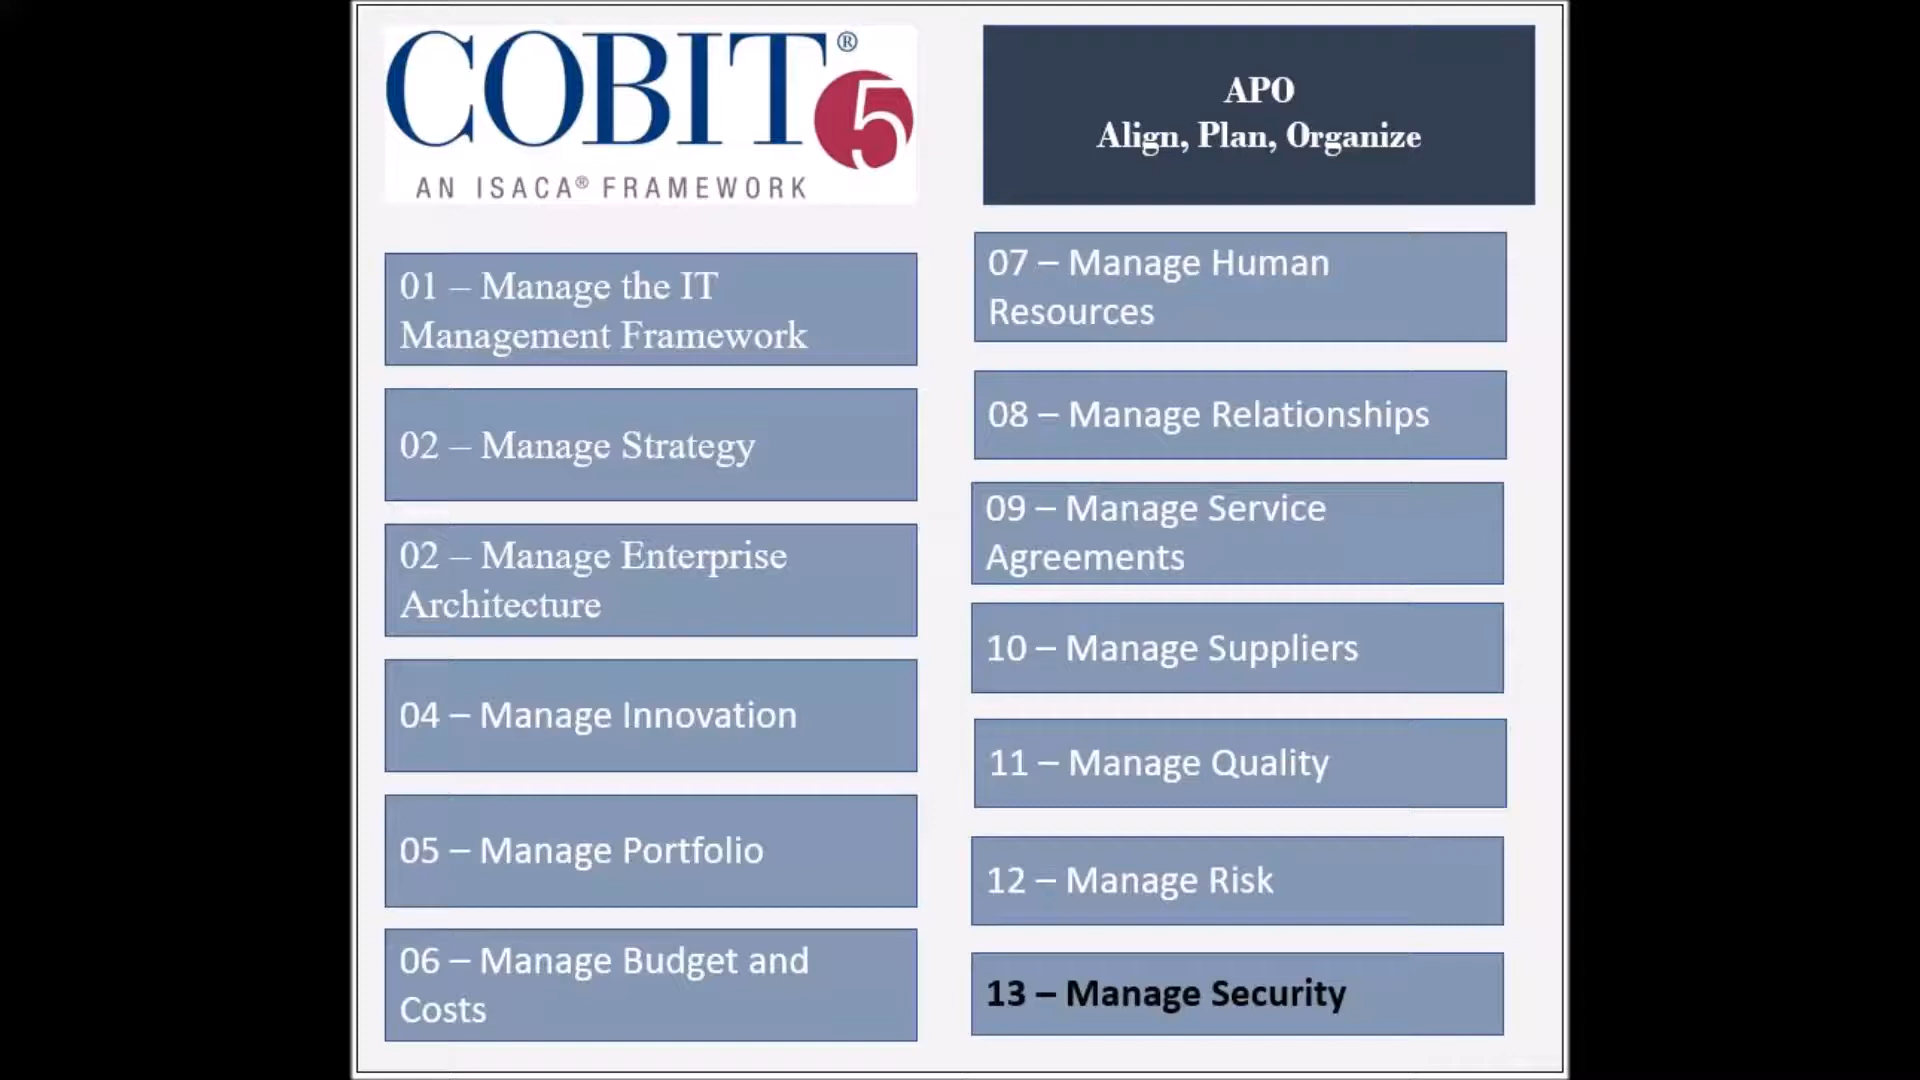 COBIT® 5
AN ISACA® FRAMEWORK
APO
Align, Plan, Organize
01 – Manage the IT
Management Framework
02 – Manage Strategy
02 – Manage Enterprise
Architecture
04 – Manage Innovation
05 – Manage Portfolio
06 – Manage Budget and
Costs
07 – Manage Human
Resources
08 – Manage Relationships
09 – Manage Service
Agreements
10 – Manage Suppliers
11 – Manage Quality
12 – Manage Risk
13 – Manage Security